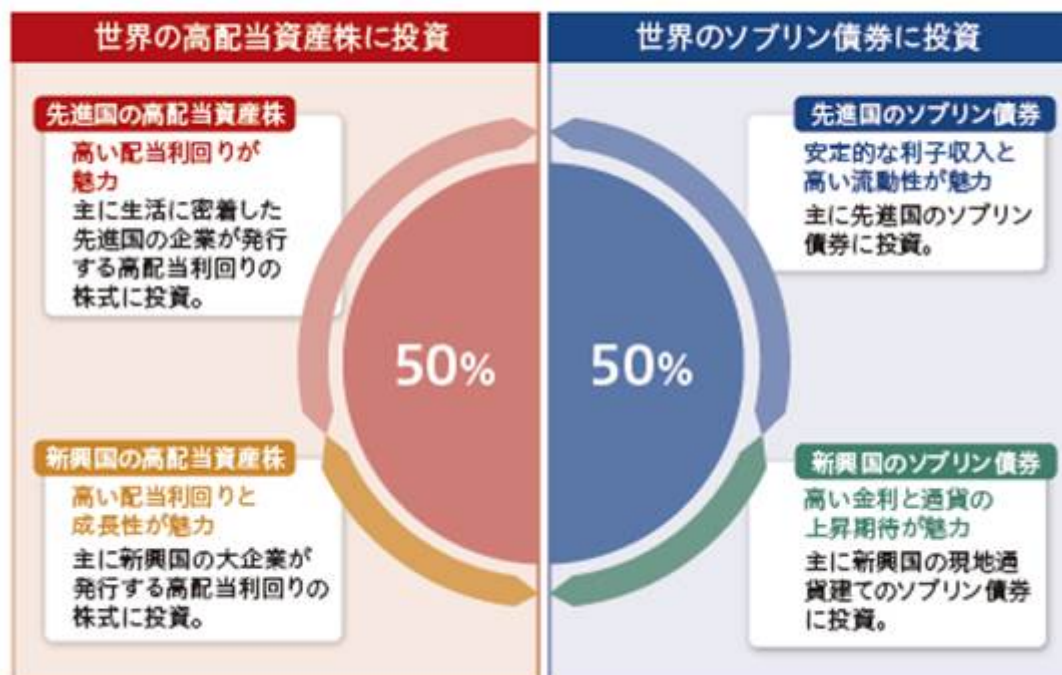 世界の高配当資産株に投資
先進国の高配当資産株
高い配当利回りが
魅力
主に生活に密着した
先進国の企業が発行
する高配当利回りの
株式に投資。
50%
新興国の高配当資産株
高い配当利回りと
成長性が魅力
主に新興国の大企業が
発行する高配当利回りの
株式に投資。
世界のソブリン債券に投資
先進国のソブリン債券
安定的な利子収入と
高い流動性が魅力
主に先進国のソブリン
債券に投資。
50%
新興国のソブリン債券
高い金利と通貨の
上昇期待が魅力
主に新興国の現地通
貨建てのソブリン債券
に投資。